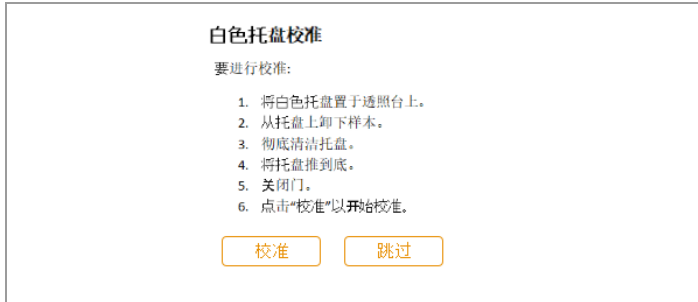 白色托盘校准
要进行校准:
1. 将白色托盘置于透照台上。
2. 从托盘上卸下样本。
3. 彻底清洁托盘。
4. 将托盘推到底。
5. 关闭门。
6. 点击“校准”以开始校准。
校准 跳过